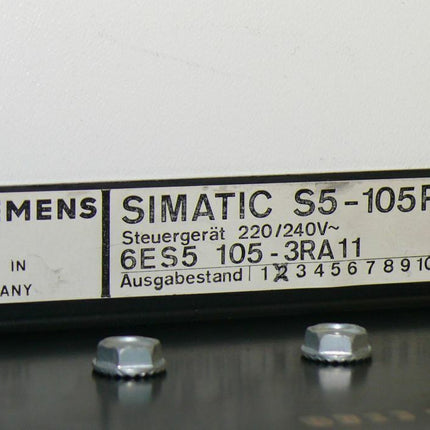 EMENS
IN
ANY
SIMATIC S5-105R
Steuergerät 220/240V~
6ES5 105-3RA11
Ausgabestand 1 2 3 4 5 6 7 8 9 10